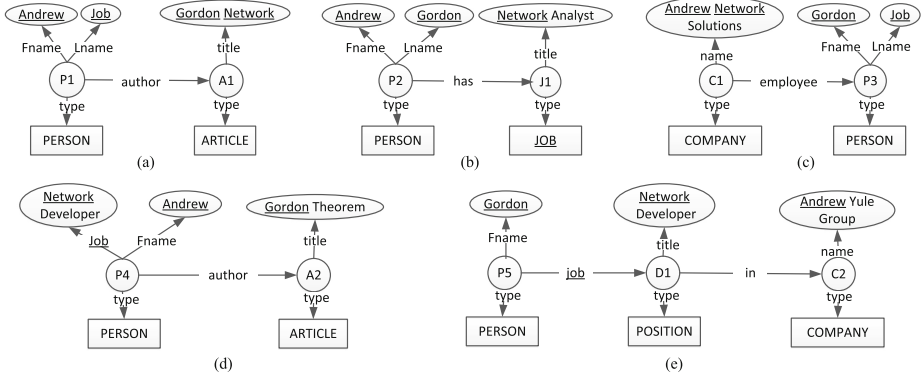 Andrew Job Gordon Network
Fname Lname title
P1 author A1
type type
PERSON ARTICLE
(a)
Andrew Gordon Network Analyst
Fname Lname title
P2 has J1
type type
PERSON JOB
(b)
Andrew Network
Solutions
Gordon Job
name Fname Lname
C1 employee P3
type type
COMPANY PERSON
(c)
Network
Developer
Andrew Gordon Theorem
Job Fname title
P4 author A2
type type
PERSON ARTICLE
(d)
Gordon
Network
Developer
Andrew Yule
Group
Fname title name
P5 job D1 in C2
type type type
PERSON POSITION COMPANY
(e)